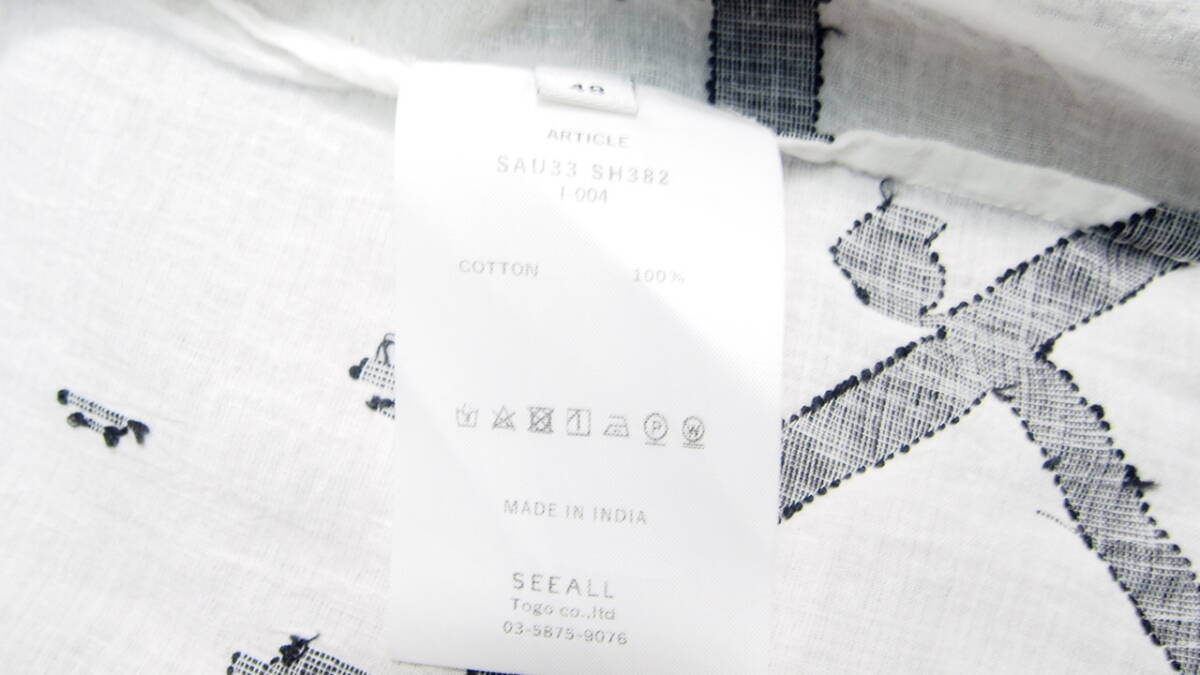 48
ARTICLE
SAU33 SH382
I-004
COTTON 100%
P W
MADE IN INDIA
SEEALL
Togo co.,ltd
03-5875-9076